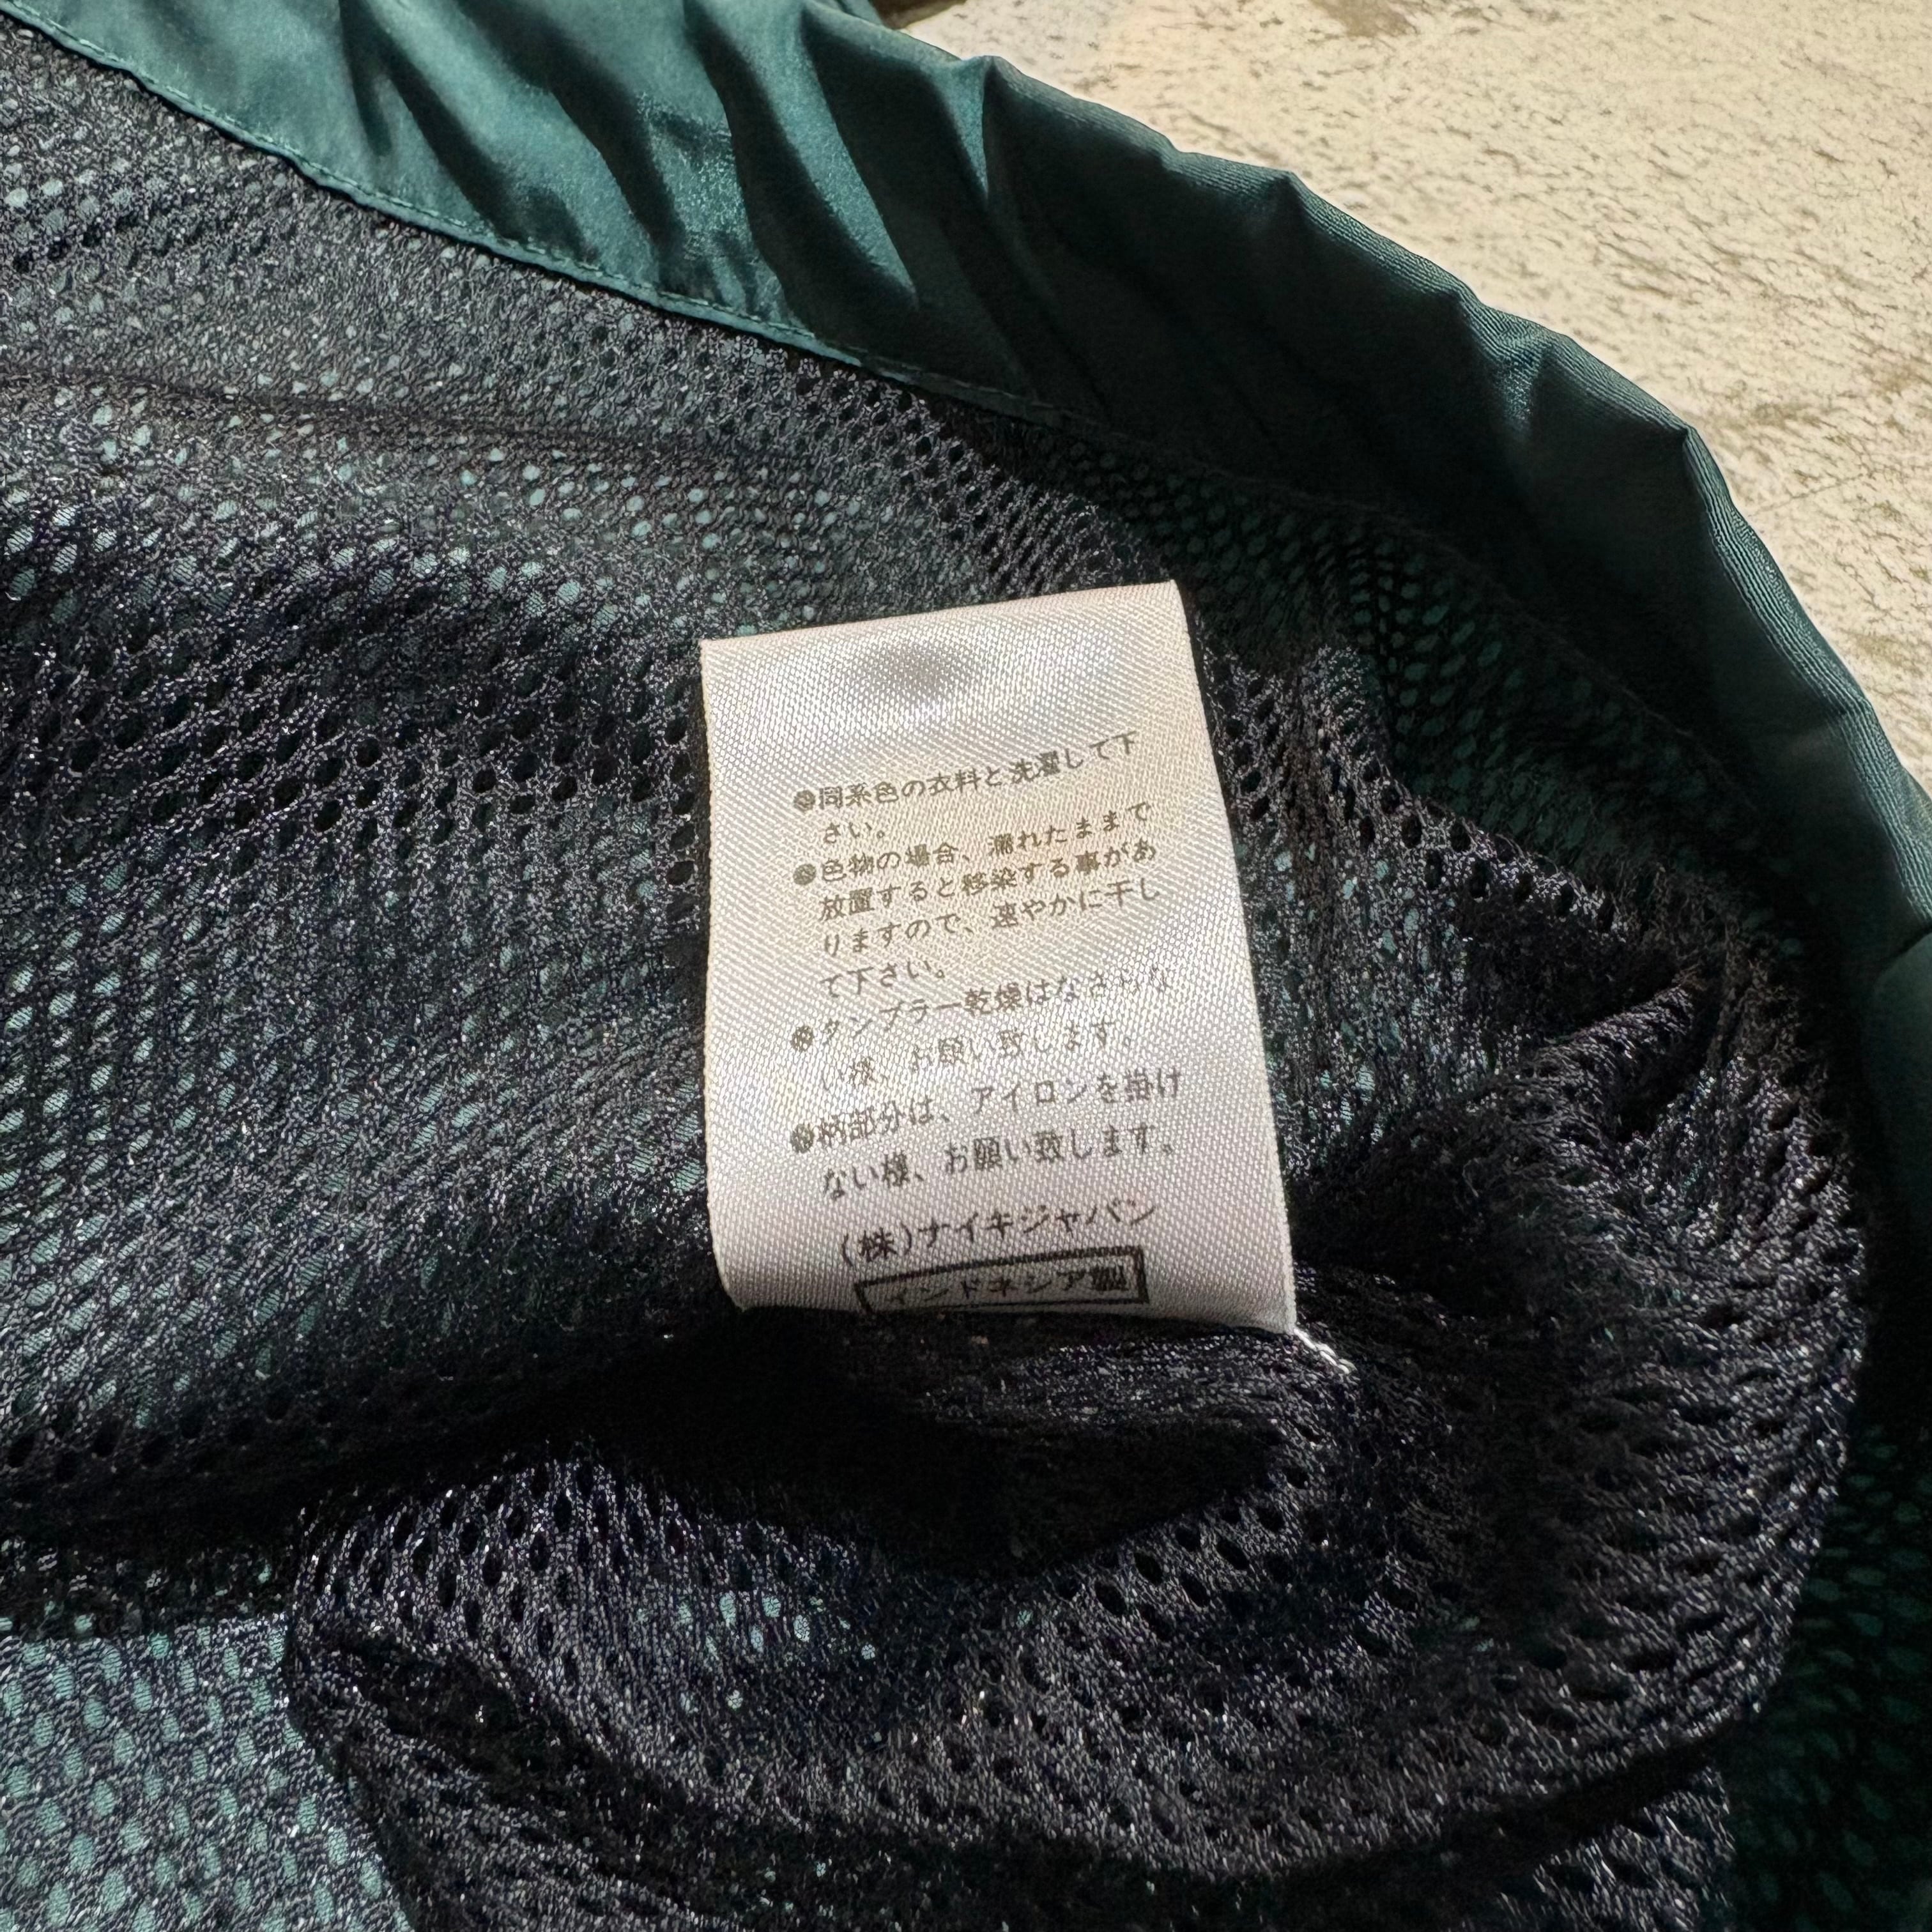 ●同系色の衣料と洗濯して下
さい。
●色物の場合、濡れたままで
放置すると移染する事があ
りますので、速やかに干し
て下さい。
●タンブラー乾燥はなさらな
い様、お願い致します。
●柄部分は、アイロンを掛け
ない様、お願い致します。
(株)ナイキジャパン
インドネシア製